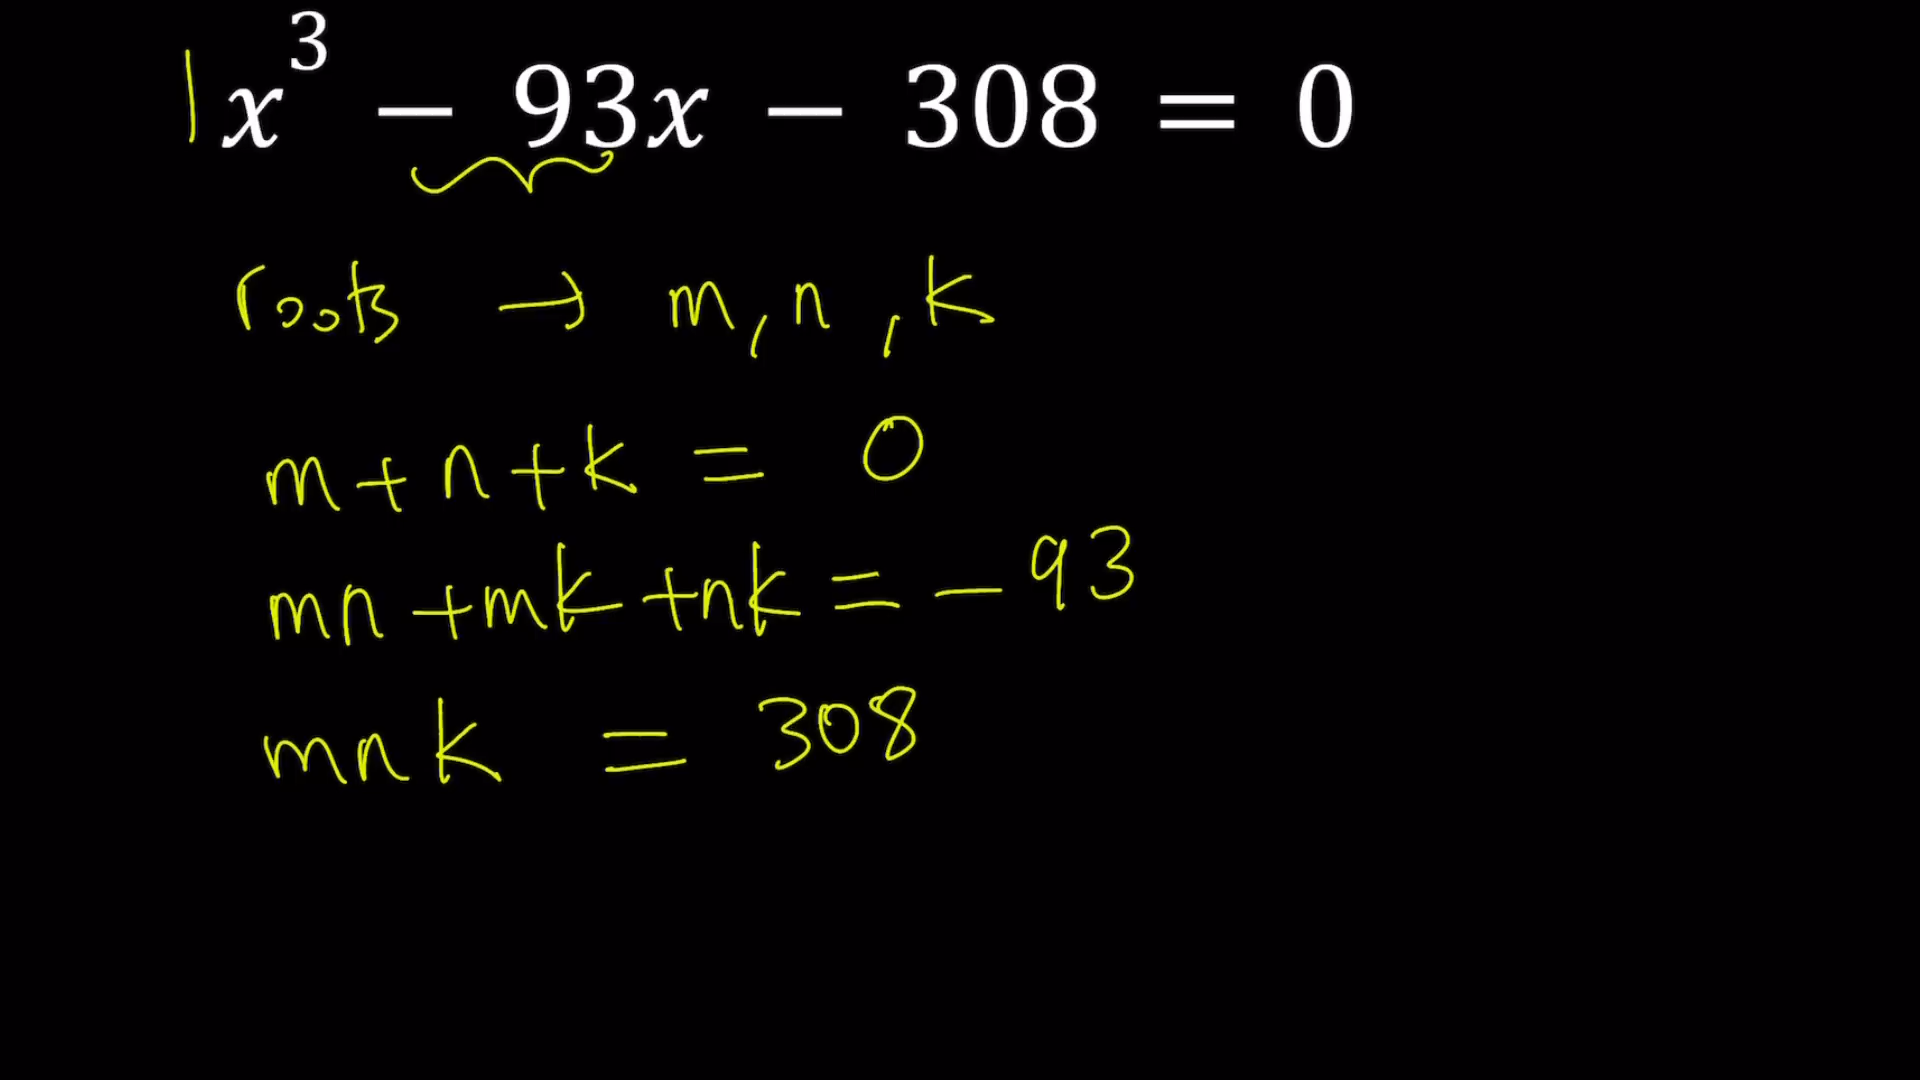 1x³ − 93x − 308 = 0
roots → m, n, k
m + n + k = 0
mn + mk + nk = − 93
mnk = 308